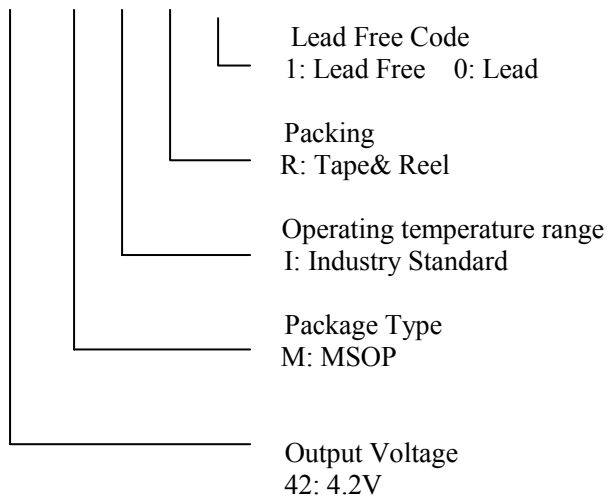 Lead Free Code
1: Lead Free 0: Lead
Packing
R: Tape& Reel
Operating temperature range
I: Industry Standard
Package Type
M: MSOP
Output Voltage
42: 4.2V